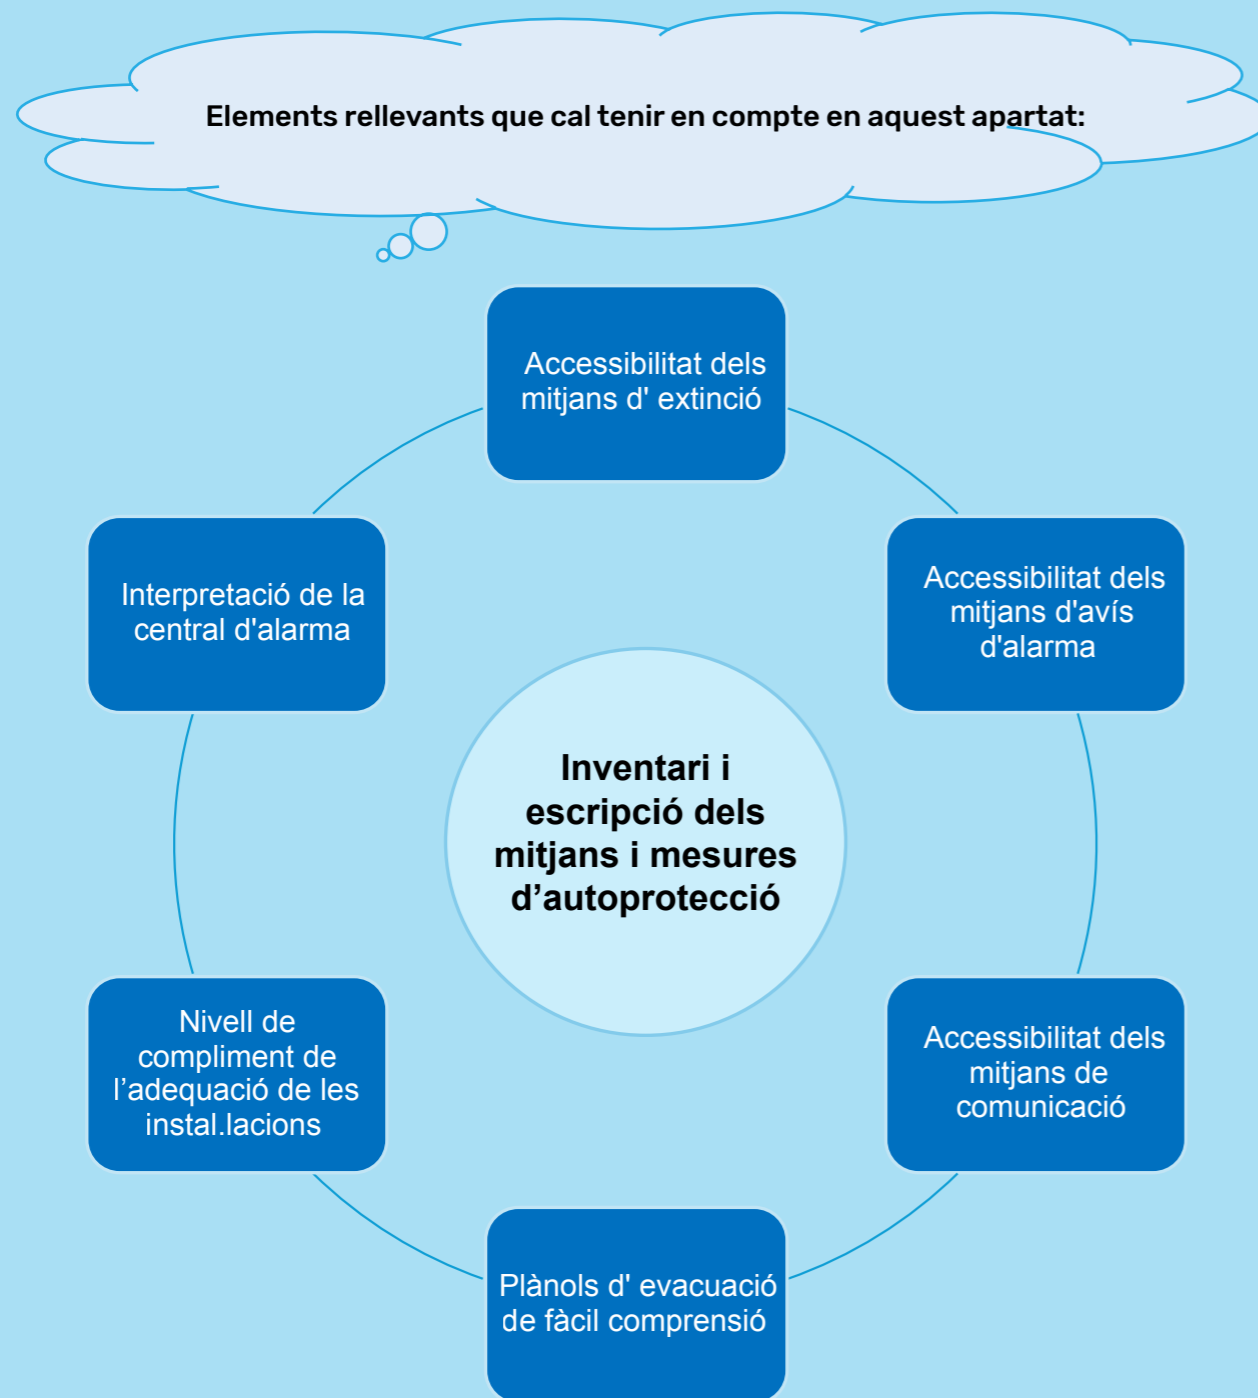 Elements rellevants que cal tenir en compte en aquest apartat:
Accessibilitat dels
mitjans d' extinció
Accessibilitat dels
mitjans d'avís
d'alarma
Accessibilitat dels
mitjans de
comunicació
Plànols d' evacuació
de fàcil comprensió
Nivell de
compliment de
l’adequació de les
instal.lacions
Interpretació de la
central d'alarma
Inventari i
escripció dels
mitjans i mesures
d’autoprotecció